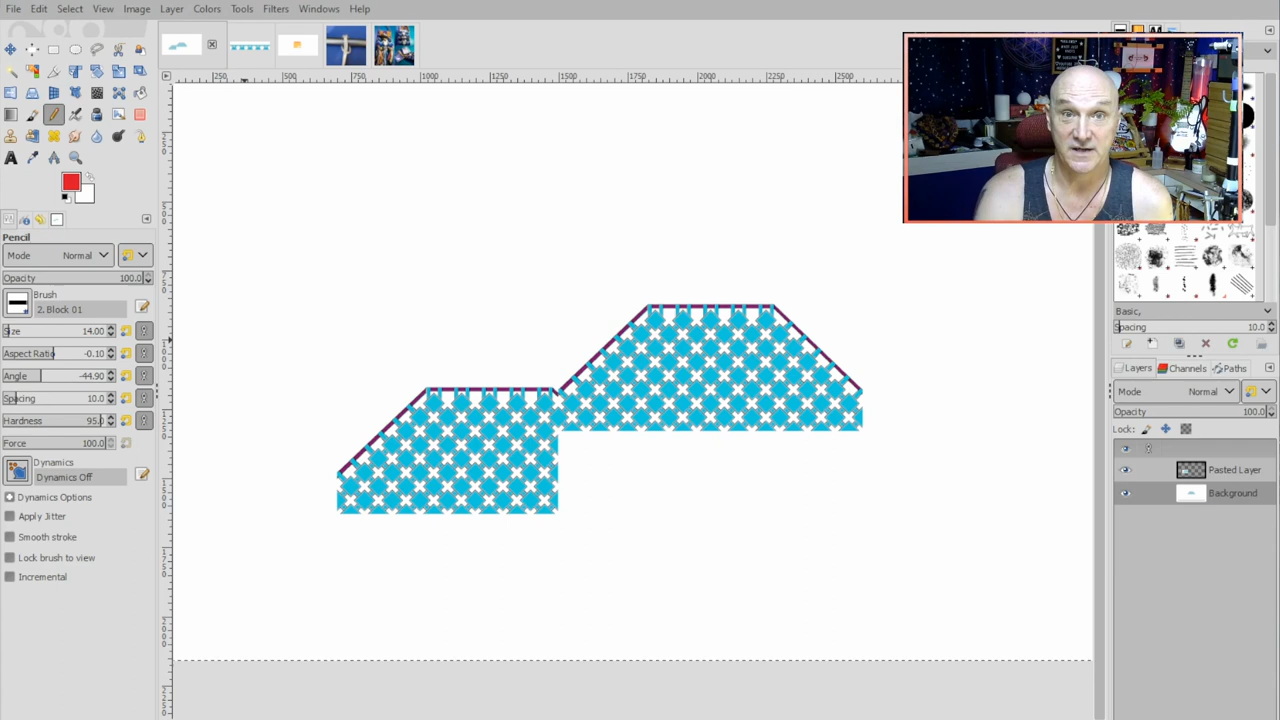 File Edit Select View Image Layer Colors Tools Filters Windows Help
250 500 750 1000 1250 1500 1750 2000 2250 2500
Pencil
Mode Normal
Opacity 100.0
Brush
2. Block 01
Size 14.00
Aspect Ratio -0.10
Angle -44.90
Spacing 10.0
Hardness 95.0
Force 100.0
Dynamics
Dynamics Off
Dynamics Options
Apply Jitter
Smooth stroke
Lock brush to view
Incremental
Basic,
Spacing 10.0
Layers Channels Paths
Mode Normal
Opacity 100.0
Lock:
Pasted Layer
Background